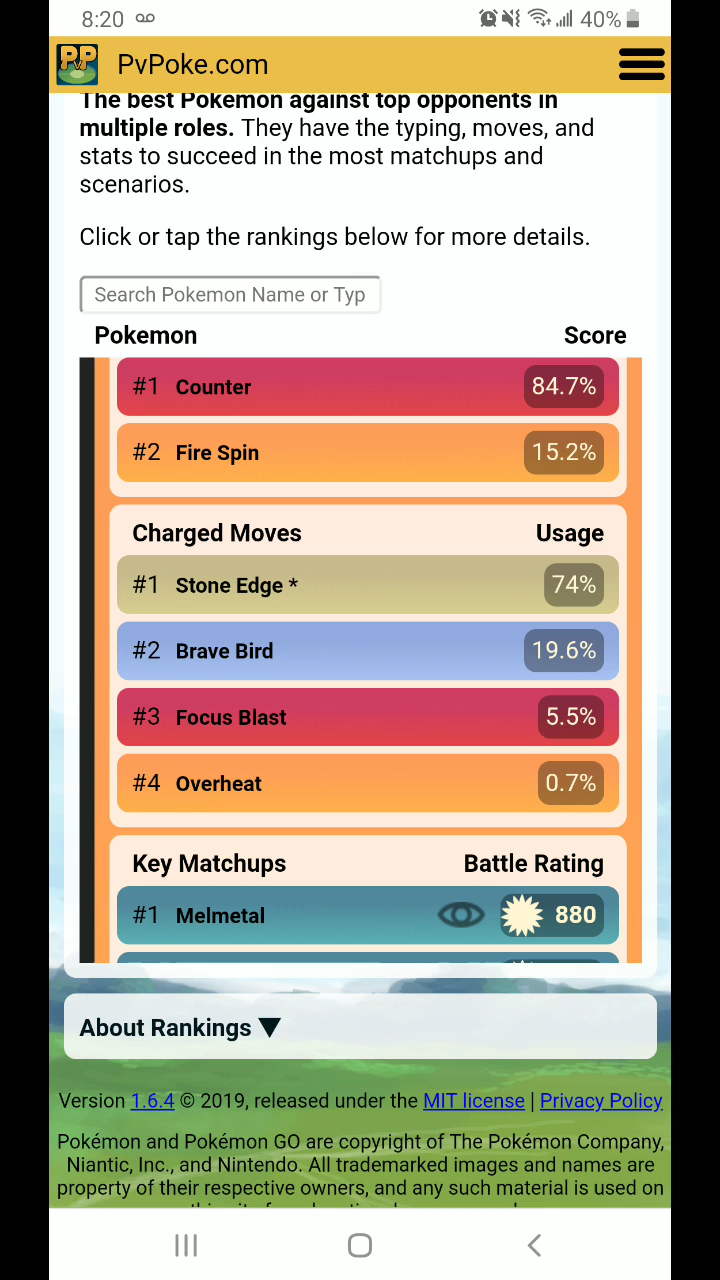 8:20
40%
PvPoke.com
The best Pokemon against top opponents in
multiple roles. They have the typing, moves, and
stats to succeed in the most matchups and
scenarios.
Click or tap the rankings below for more details.
Search Pokemon Name or Typ
Pokemon Score
#1 Counter 84.7%
#2 Fire Spin 15.2%
Charged Moves Usage
#1 Stone Edge * 74%
#2 Brave Bird 19.6%
#3 Focus Blast 5.5%
#4 Overheat 0.7%
Key Matchups Battle Rating
#1 Melmetal 880
About Rankings ▼
Version 1.6.4 © 2019, released under the MIT license | Privacy Policy
Pokémon and Pokémon GO are copyright of The Pokémon Company,
Niantic, Inc., and Nintendo. All trademarked images and names are
property of their respective owners, and any such material is used on